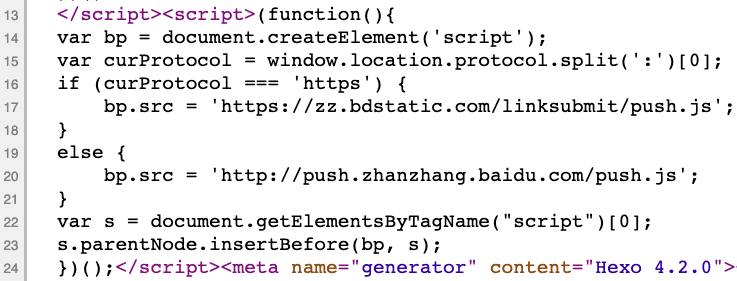 13 </script><script>(function(){
14 var bp = document.createElement('script');
15 var curProtocol = window.location.protocol.split(':')[0];
16 if (curProtocol === 'https') {
17     bp.src = 'https://zz.bdstatic.com/linksubmit/push.js';
18 }
19 else {
20     bp.src = 'http://push.zhanzhang.baidu.com/push.js';
21 }
22 var s = document.getElementsByTagName("script")[0];
23 s.parentNode.insertBefore(bp, s);
24 })();</script><meta name="generator" content="Hexo 4.2.0">